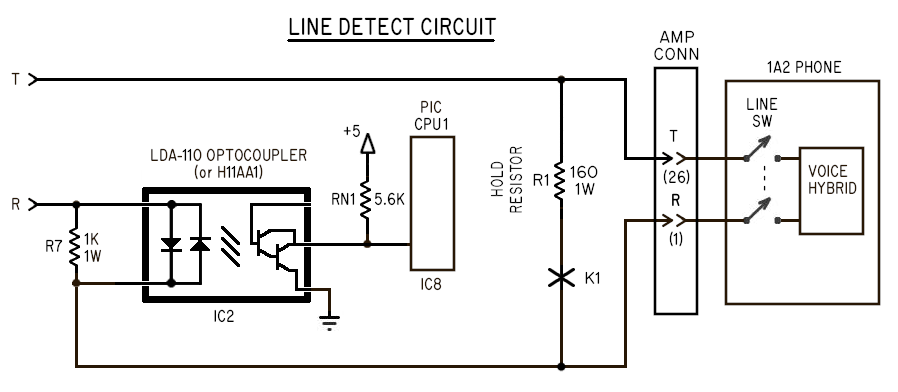 LINE DETECT CIRCUIT
AMP
CONN
T
1A2 PHONE
PIC
CPU1
LINE
SW
+5
LDA-110 OPTOCOUPLER
(or H11AA1)
HOLD
RESISTOR
T
R1
160
1W
VOICE
HYBRID
RN1
5.6K
(26)
R
R
R7
1K
1W
(1)
K1
IC8
IC2